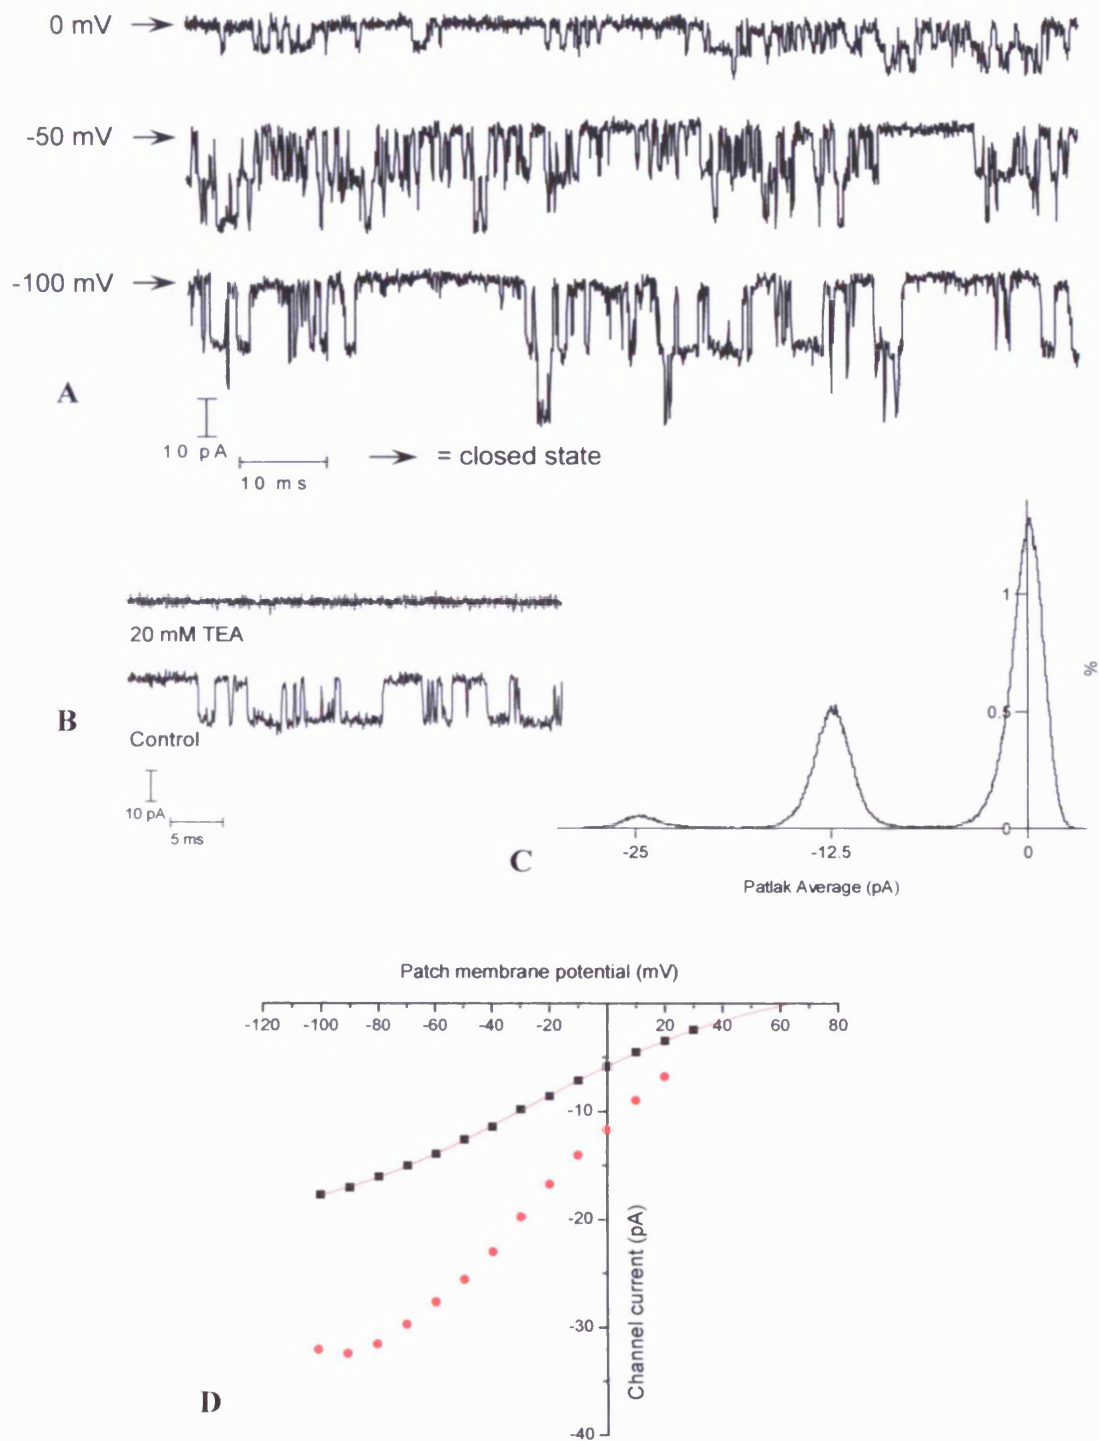 0 mV
-50 mV
-100 mV
A
10 pA
10 ms
= closed state
20 mM TEA
B
Control
10 pA
5 ms
1
0.5
0
%
-25
-12.5
0
C
Patlak Average (pA)
Patch membrane potential (mV)
-120 -100 -80 -60 -40 -20 20 40 60 80
-10
-20
-30
-40
Channel current (pA)
D